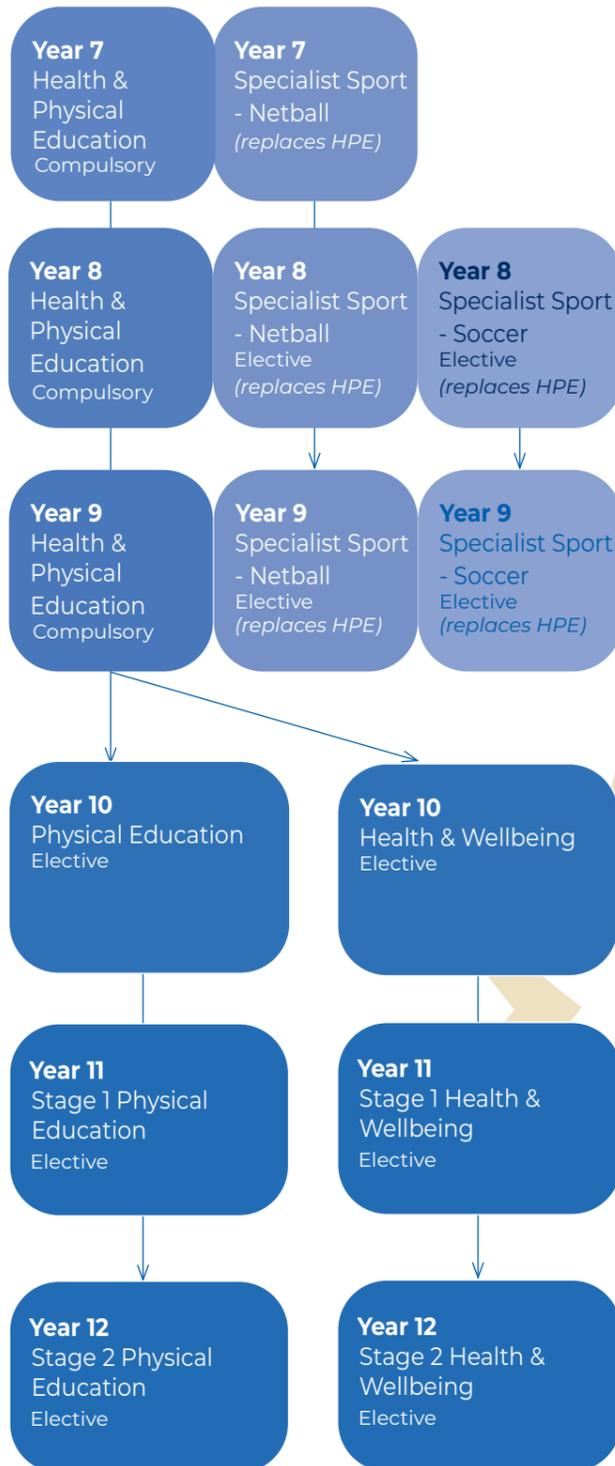 Year 7
Health &
Physical
Education
Compulsory
Year 7
Specialist Sport
- Netball
(replaces HPE)
Year 8
Health &
Physical
Education
Compulsory
Year 8
Specialist Sport
- Netball
Elective
(replaces HPE)
Year 8
Specialist Sport
- Soccer
Elective
(replaces HPE)
Year 9
Health &
Physical
Education
Compulsory
Year 9
Specialist Sport
- Netball
Elective
(replaces HPE)
Year 9
Specialist Sport
- Soccer
Elective
(replaces HPE)
Year 10
Physical Education
Elective
Year 10
Health & Wellbeing
Elective
Year 11
Stage 1 Physical
Education
Elective
Year 11
Stage 1 Health &
Wellbeing
Elective
Year 12
Stage 2 Physical
Education
Elective
Year 12
Stage 2 Health &
Wellbeing
Elective